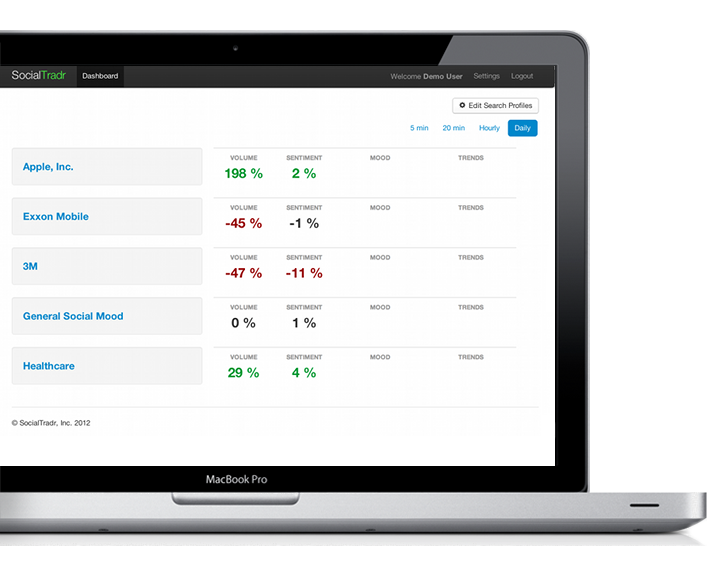 SocialTradr Dashboard Welcome Demo User Settings Logout
Edit Search Profiles
5 min 20 min Hourly Daily
Apple, Inc. VOLUME SENTIMENT MOOD TRENDS
198 % 2 %
Exxon Mobile VOLUME SENTIMENT MOOD TRENDS
-45 % -1 %
3M VOLUME SENTIMENT MOOD TRENDS
-47 % -11 %
General Social Mood VOLUME SENTIMENT MOOD TRENDS
0 % 1 %
Healthcare VOLUME SENTIMENT MOOD TRENDS
29 % 4 %
© SocialTradr, Inc. 2012
MacBook Pro